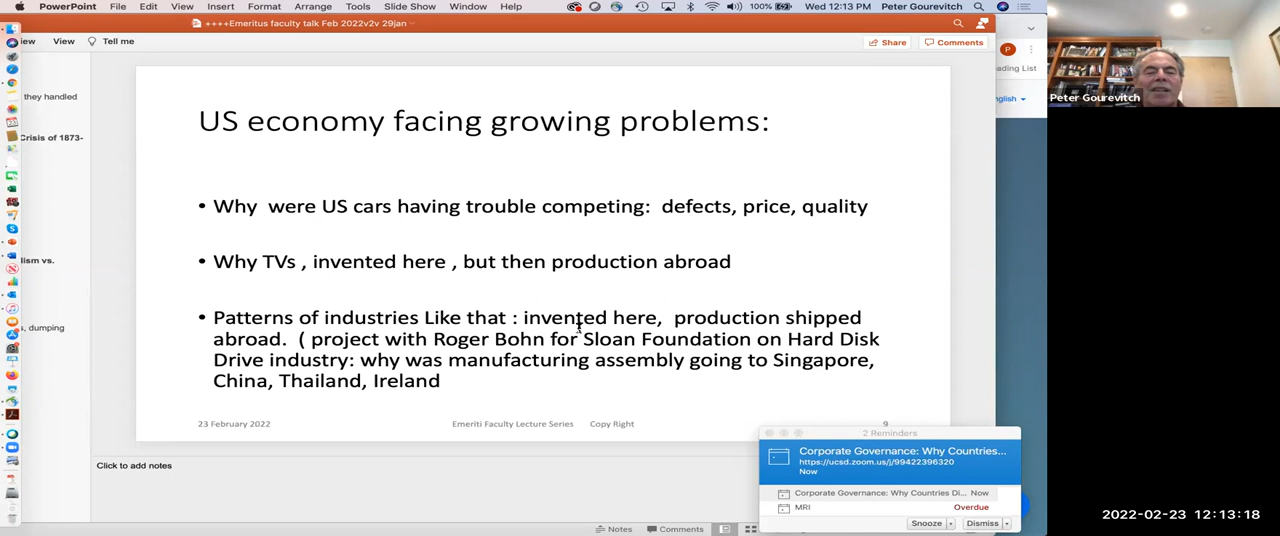 PowerPoint File Edit View Insert Format Arrange Tools Slide Show Window Help 100% Wed 12:13 PM Peter Gourevitch
++++Emeritus faculty talk Feb 2022v2v 29jan
iew View Tell me Share Comments
P
ading List
nglish
they handled
Crisis of 1873-
lism vs.
s, dumping
US economy facing growing problems:
• Why were US cars having trouble competing: defects, price, quality
• Why TVs , invented here , but then production abroad
• Patterns of industries Like that : invented here, production shipped
abroad. ( project with Roger Bohn for Sloan Foundation on Hard Disk
Drive industry: why was manufacturing assembly going to Singapore,
China, Thailand, Ireland
23 February 2022 Emeriti Faculty Lecture Series Copy Right 9
Click to add notes
2 Reminders
Corporate Governance: Why Countries...
https://ucsd.zoom.us/j/99422396320
Now
Corporate Governance: Why Countries Di... Now
MRI Overdue
Snooze Dismiss
Notes Comments
Peter Gourevitch
2022-02-23 12:13:18